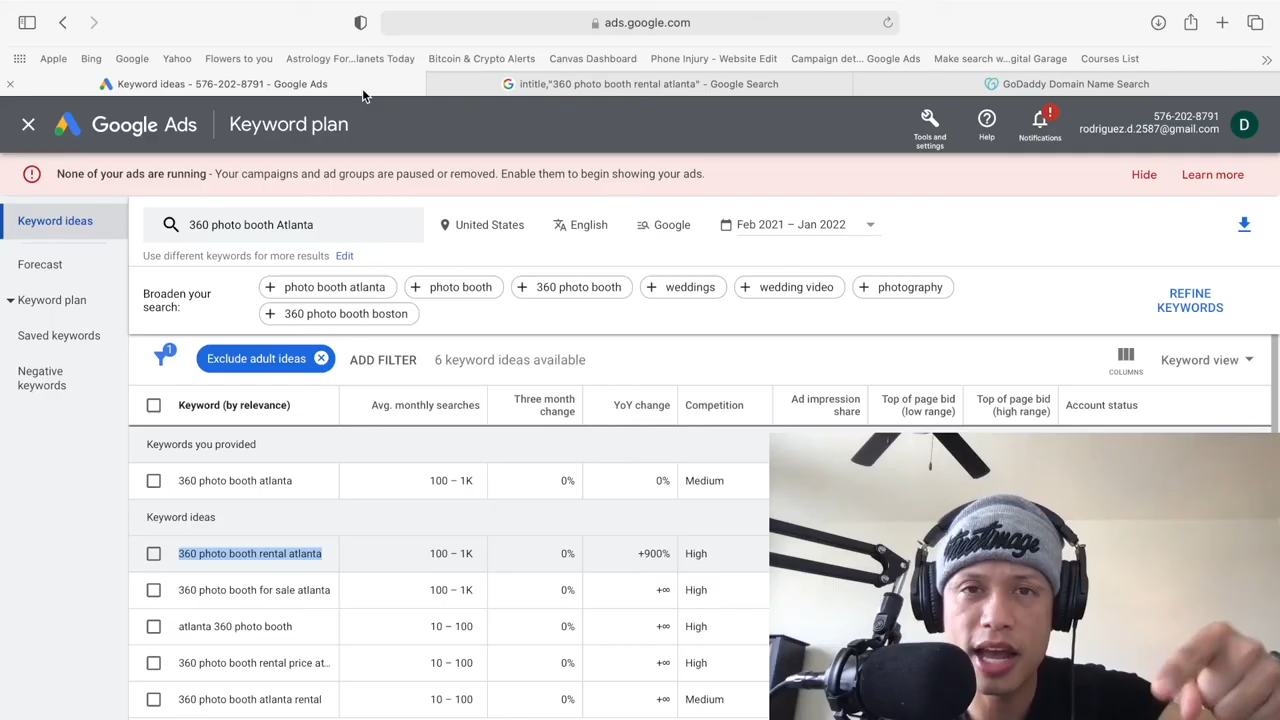 ads.google.com
Apple Bing Google Yahoo Flowers to you Astrology For...lanets Today Bitcoin & Crypto Alerts Canvas Dashboard Phone Injury - Website Edit Campaign det... Google Ads Make search w...gital Garage Courses List
Keyword ideas - 576-202-8791 - Google Ads
intitle,"360 photo booth rental atlanta" - Google Search
GoDaddy Domain Name Search
Google Ads
Keyword plan
Tools and
settings
Help
Notifications
576-202-8791
rodriguez.d.2587@gmail.com
D
None of your ads are running - Your campaigns and ad groups are paused or removed. Enable them to begin showing your ads.
Hide
Learn more
Keyword ideas
Forecast
Keyword plan
Saved keywords
Negative
keywords
360 photo booth Atlanta
United States
English
Google
Feb 2021 – Jan 2022
Use different keywords for more results Edit
Broaden your
search:
photo booth atlanta
photo booth
360 photo booth
weddings
wedding video
photography
360 photo booth boston
REFINE
KEYWORDS
1
Exclude adult ideas
ADD FILTER
6 keyword ideas available
COLUMNS
Keyword view
Keyword (by relevance)
Avg. monthly searches
Three month
change
YoY change
Competition
Ad impression
share
Top of page bid
(low range)
Top of page bid
(high range)
Account status
Keywords you provided
360 photo booth atlanta 100 – 1K 0% 0% Medium
Keyword ideas
360 photo booth rental atlanta 100 – 1K 0% +900% High
360 photo booth for sale atlanta 100 – 1K 0% +∞ High
atlanta 360 photo booth 10 – 100 0% +∞ High
360 photo booth rental price at... 10 – 100 0% +∞ High
360 photo booth atlanta rental 10 – 100 0% +∞ Medium